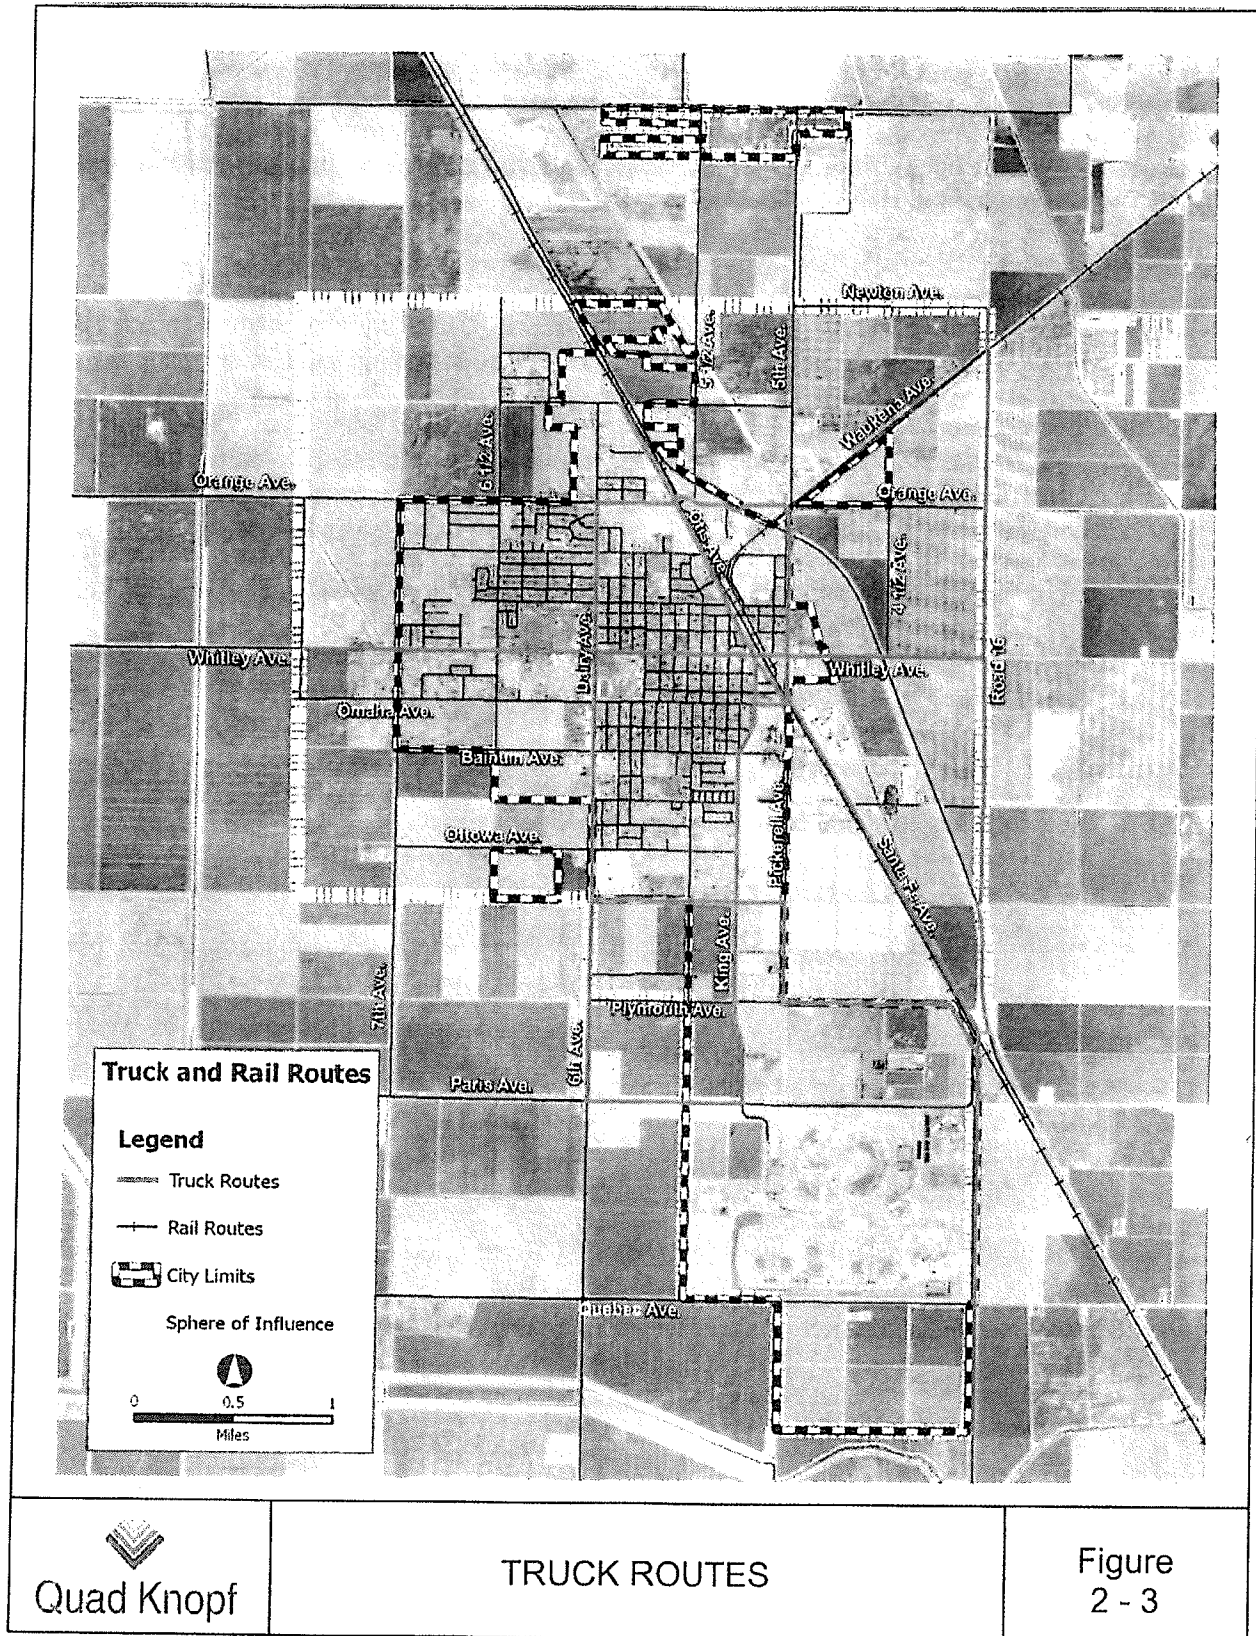 Newton Ave.
5 1/2 Ave.
5th Ave.
Waukena Ave.
6 1/2 Ave.
Orange Ave.
Orange Ave.
Otis Ave.
4 1/2 Ave.
Dairy Ave.
Whitley Ave.
Whitley Ave.
Road 16
Omaha Ave.
Bainum Ave.
Pickerell Ave.
Ottowa Ave.
Santa Fe Ave.
King Ave.
7th Ave.
Plymouth Ave.
6th Ave.
Paris Ave.
Quebec Ave.
Truck and Rail Routes
Legend
Truck Routes
Rail Routes
City Limits
Sphere of Influence
0 0.5 1
Miles
Quad Knopf
TRUCK ROUTES
Figure
2 - 3